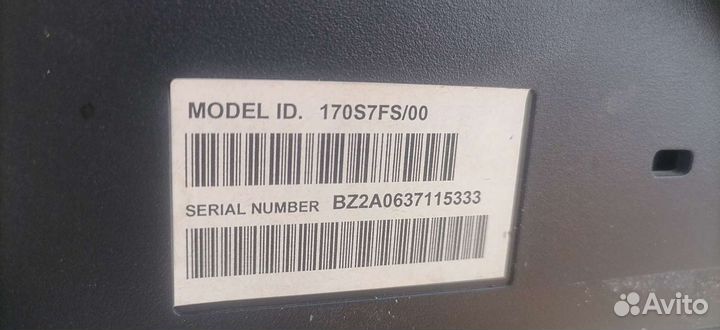 MODEL ID. 170S7FS/00
SERIAL NUMBER BZ2A0637115333
Avito